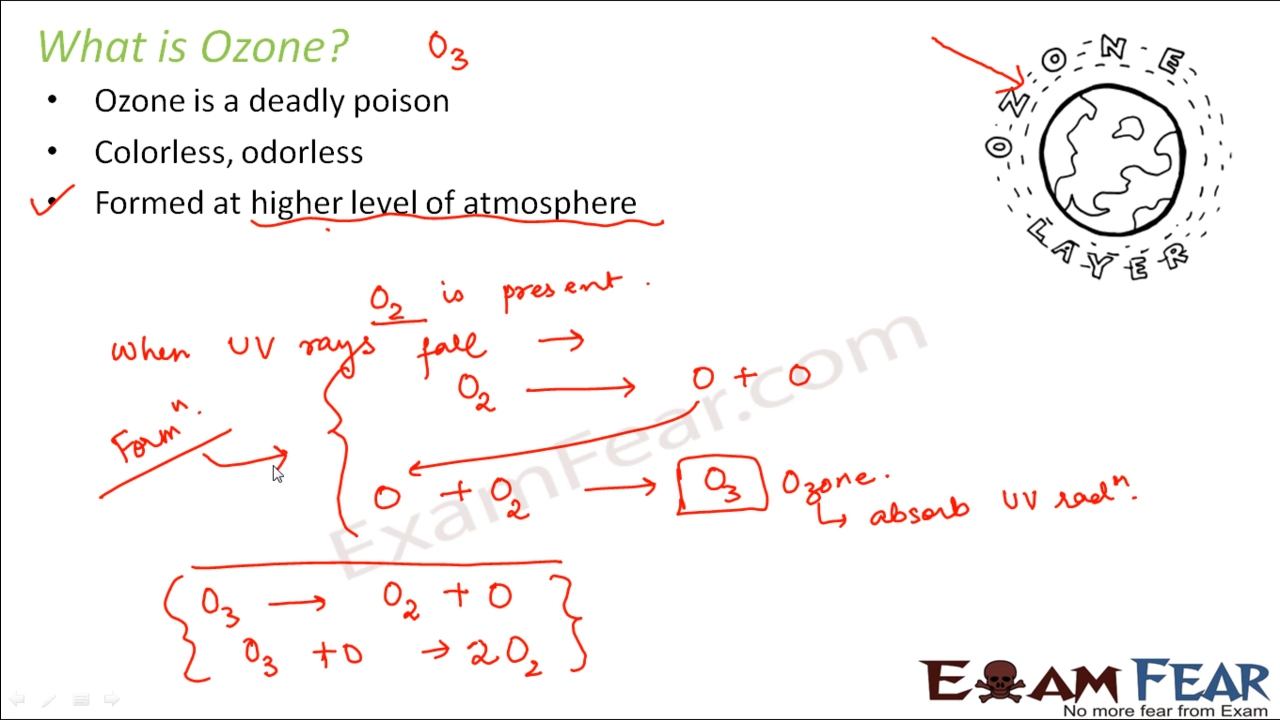 What is Ozone? O3
• Ozone is a deadly poison
• Colorless, odorless
• Formed at higher level of atmosphere
OZONE
LAYER
O2 is present.
When UV rays fall →
O2 → O + O
Formn.
O + O2 → O3 Ozone.
↳ absorb UV radn.
O3 → O2 + O
O3 + O → 2O2
ExamFear.com
EXAM FEAR
No more fear from Exam